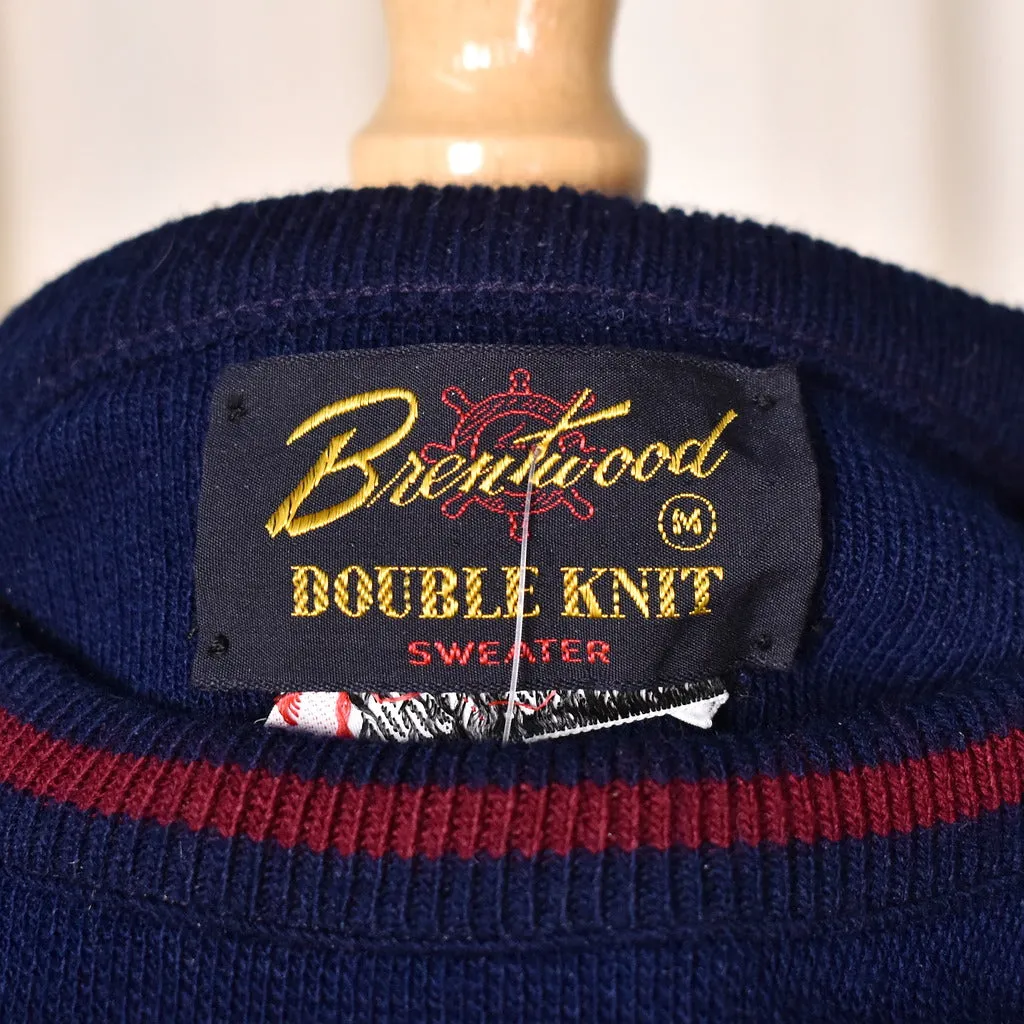 Brentwood
M
DOUBLE KNIT
SWEATER